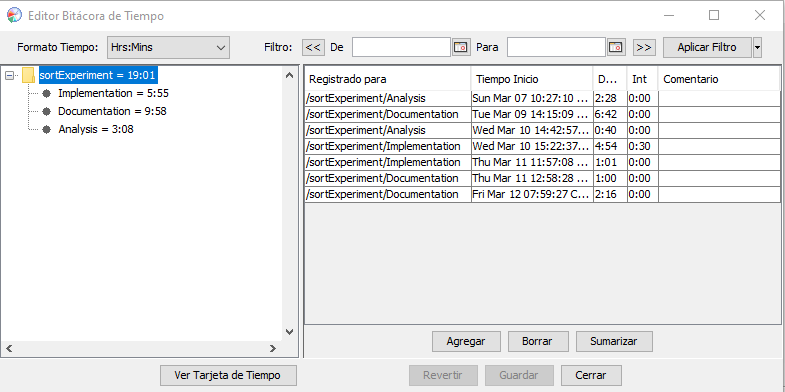 Editor Bitácora de Tiempo
Formato Tiempo: Hrs:Mins Filtro: << De Para >> Aplicar Filtro
sortExperiment = 19:01
Implementation = 5:55
Documentation = 9:58
Analysis = 3:08
Registrado para Tiempo Inicio D... Int Comentario
/sortExperiment/Analysis Sun Mar 07 10:27:10 ... 2:28 0:00
/sortExperiment/Documentation Tue Mar 09 14:15:09 ... 6:42 0:00
/sortExperiment/Analysis Wed Mar 10 14:42:57... 0:40 0:00
/sortExperiment/Implementation Wed Mar 10 15:22:37... 4:54 0:30
/sortExperiment/Implementation Thu Mar 11 11:57:08 ... 1:01 0:00
/sortExperiment/Documentation Thu Mar 11 12:58:28 ... 1:00 0:00
/sortExperiment/Documentation Fri Mar 12 07:59:27 C... 2:16 0:00
Agregar Borrar Sumarizar
Ver Tarjeta de Tiempo Revertir Guardar Cerrar